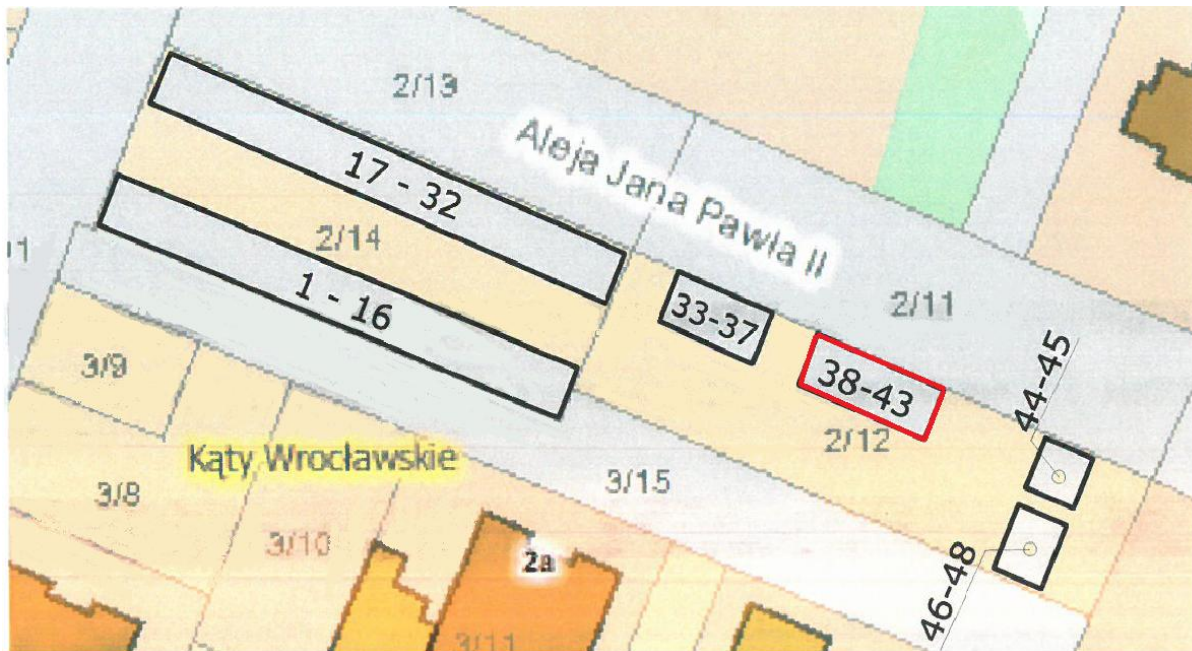 2/13
Aleja Jana Pawla II
17 - 32
2/14
1 - 16
33-37
2/11
38-43
44-45
3/9
2/12
Kąty Wrocławskie
3/8
3/15
3/10
2a
46-48
3/11